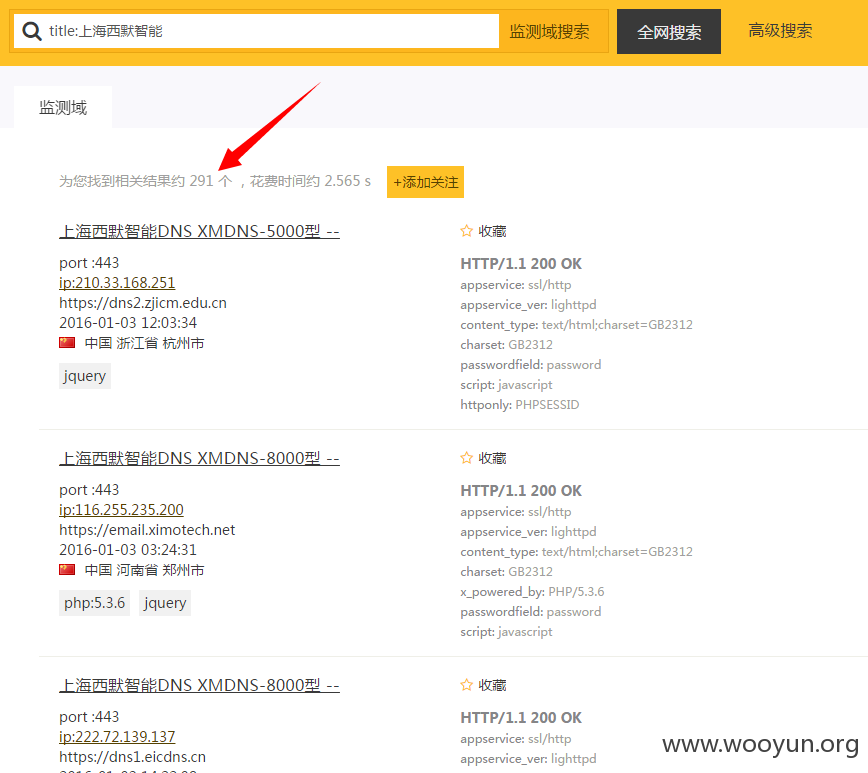 title:上海西默智能
监测域搜索
全网搜索
高级搜索
监测域
为您找到相关结果约 291 个 ，花费时间约 2.565 s
+添加关注
上海西默智能DNS XMDNS-5000型 --
port :443
ip:210.33.168.251
https://dns2.zjicm.edu.cn
2016-01-03 12:03:34
中国 浙江省 杭州市
jquery
收藏
HTTP/1.1 200 OK
appservice: ssl/http
appservice_ver: lighttpd
content_type: text/html;charset=GB2312
charset: GB2312
passwordfield: password
script: javascript
httponly: PHPSESSID
上海西默智能DNS XMDNS-8000型 --
port :443
ip:116.255.235.200
https://email.ximotech.net
2016-01-03 03:24:31
中国 河南省 郑州市
php:5.3.6
jquery
收藏
HTTP/1.1 200 OK
appservice: ssl/http
appservice_ver: lighttpd
content_type: text/html;charset=GB2312
charset: GB2312
x_powered_by: PHP/5.3.6
passwordfield: password
script: javascript
上海西默智能DNS XMDNS-8000型 --
port :443
ip:222.72.139.137
https://dns1.eicdns.cn
收藏
HTTP/1.1 200 OK
appservice: ssl/http
appservice_ver: lighttpd
www.wooyun.org